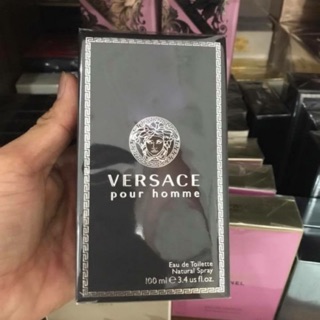 VERSACE
pour homme
Eau de Toilette
Natural Spray
100 ml ℮ 3.4 us fl.oz.